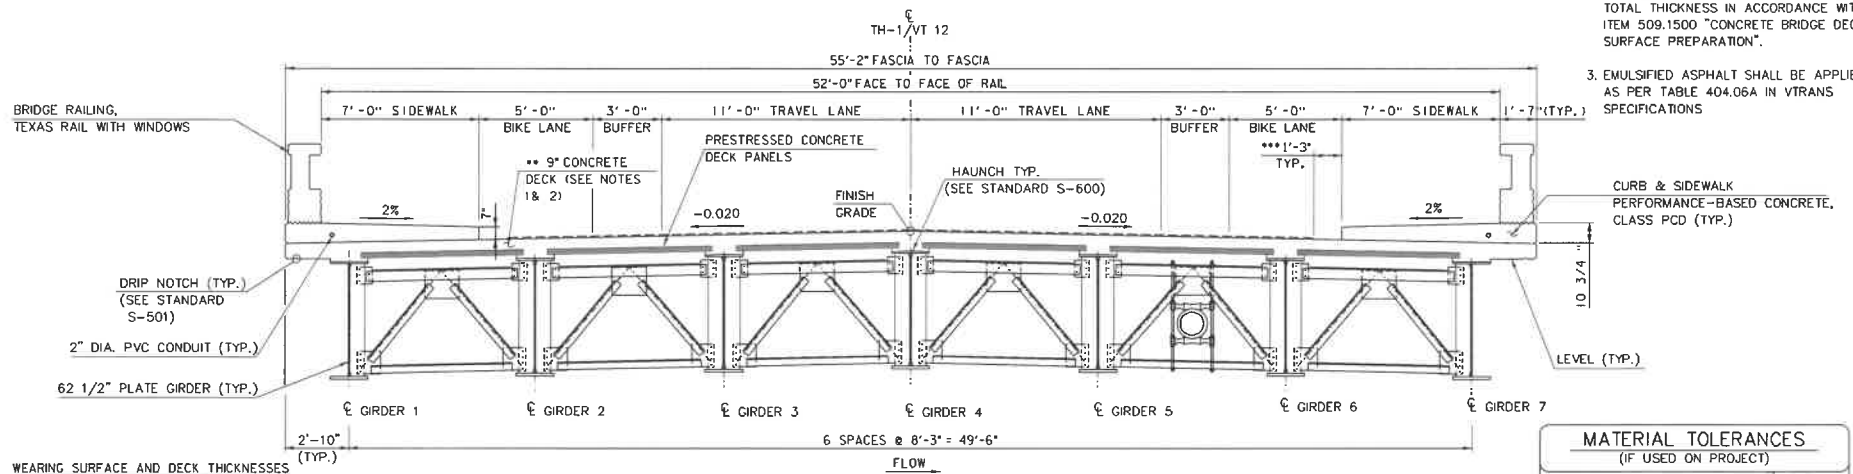 TOTAL THICKNESS IN ACCORDANCE
ITEM 509.1500 "CONCRETE BRIDGE
SURFACE PREPARATION".
3. EMULSIFIED ASPHALT SHALL BE
AS PER TABLE 404.06A IN VTRANS
SPECIFICATIONS
℄
TH-1/VT 12
55'-2" FASCIA TO FASCIA
52'-0" FACE TO FACE OF RAIL
BRIDGE RAILING,
TEXAS RAIL WITH WINDOWS
7'-0" SIDEWALK
5'-0"
BIKE LANE
3'-0"
BUFFER
11'-0" TRAVEL LANE
11'-0" TRAVEL LANE
3'-0"
BUFFER
5'-0"
BIKE LANE
7'-0" SIDEWALK
1'-7" (TYP.)
** 9" CONCRETE
DECK (SEE NOTES
1 & 2)
PRESTRESSED CONCRETE
DECK PANELS
HAUNCH TYP.
(SEE STANDARD S-600)
FINISH
GRADE
***1'-3"
TYP.
CURB & SIDEWALK
PERFORMANCE-BASED CONCRETE,
CLASS PCD (TYP.)
2%
7"
-0.020
-0.020
2%
10 3/4"
DRIP NOTCH (TYP.)
(SEE STANDARD
S-501)
2" DIA. PVC CONDUIT (TYP.)
62 1/2" PLATE GIRDER (TYP.)
LEVEL (TYP.)
℄ GIRDER 1
℄ GIRDER 2
℄ GIRDER 3
℄ GIRDER 4
℄ GIRDER 5
℄ GIRDER 6
℄ GIRDER 7
2'-10"
(TYP.)
6 SPACES @ 8'-3" = 49'-6"
FLOW
WEARING SURFACE AND DECK THICKNESSES
MATERIAL TOLERANCES
(IF USED ON PROJECT)